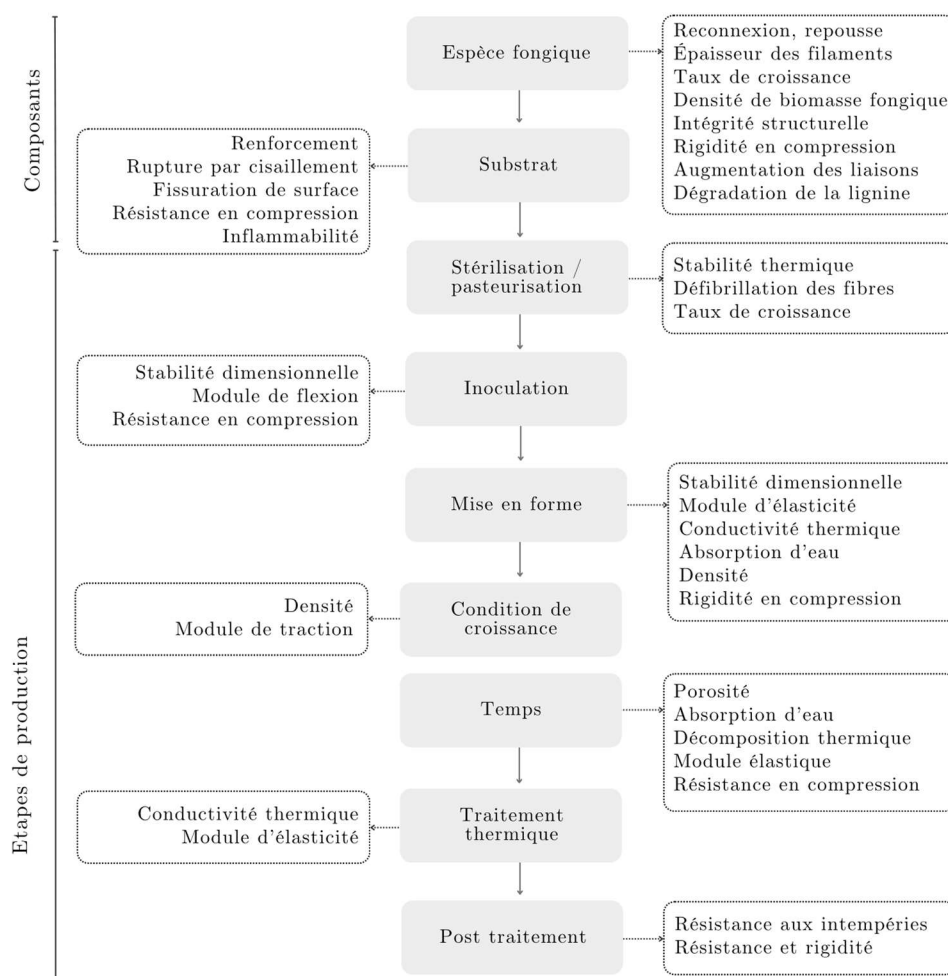 Composants
Espèce fongique
Reconnexion, repousse
Épaisseur des filaments
Taux de croissance
Densité de biomasse fongique
Intégrité structurelle
Rigidité en compression
Augmentation des liaisons
Dégradation de la lignine
Renforcement
Rupture par cisaillement
Fissuration de surface
Résistance en compression
Inflammabilité
Substrat
Etapes de production
Stérilisation /
pasteurisation
Stabilité thermique
Défibrillation des fibres
Taux de croissance
Stabilité dimensionnelle
Module de flexion
Résistance en compression
Inoculation
Mise en forme
Stabilité dimensionnelle
Module d'élasticité
Conductivité thermique
Absorption d'eau
Densité
Rigidité en compression
Densité
Module de traction
Condition de
croissance
Temps
Porosité
Absorption d'eau
Décomposition thermique
Module élastique
Résistance en compression
Conductivité thermique
Module d'élasticité
Traitement
thermique
Post traitement
Résistance aux intempéries
Résistance et rigidité